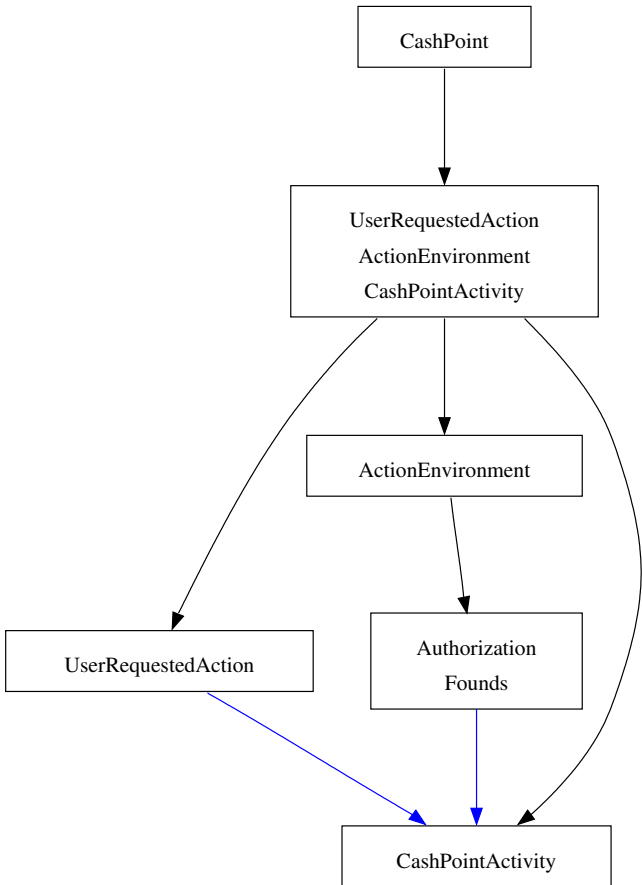 CashPoint
UserRequestedAction
ActionEnvironment
CashPointActivity
ActionEnvironment
UserRequestedAction
Authorization
Founds
CashPointActivity